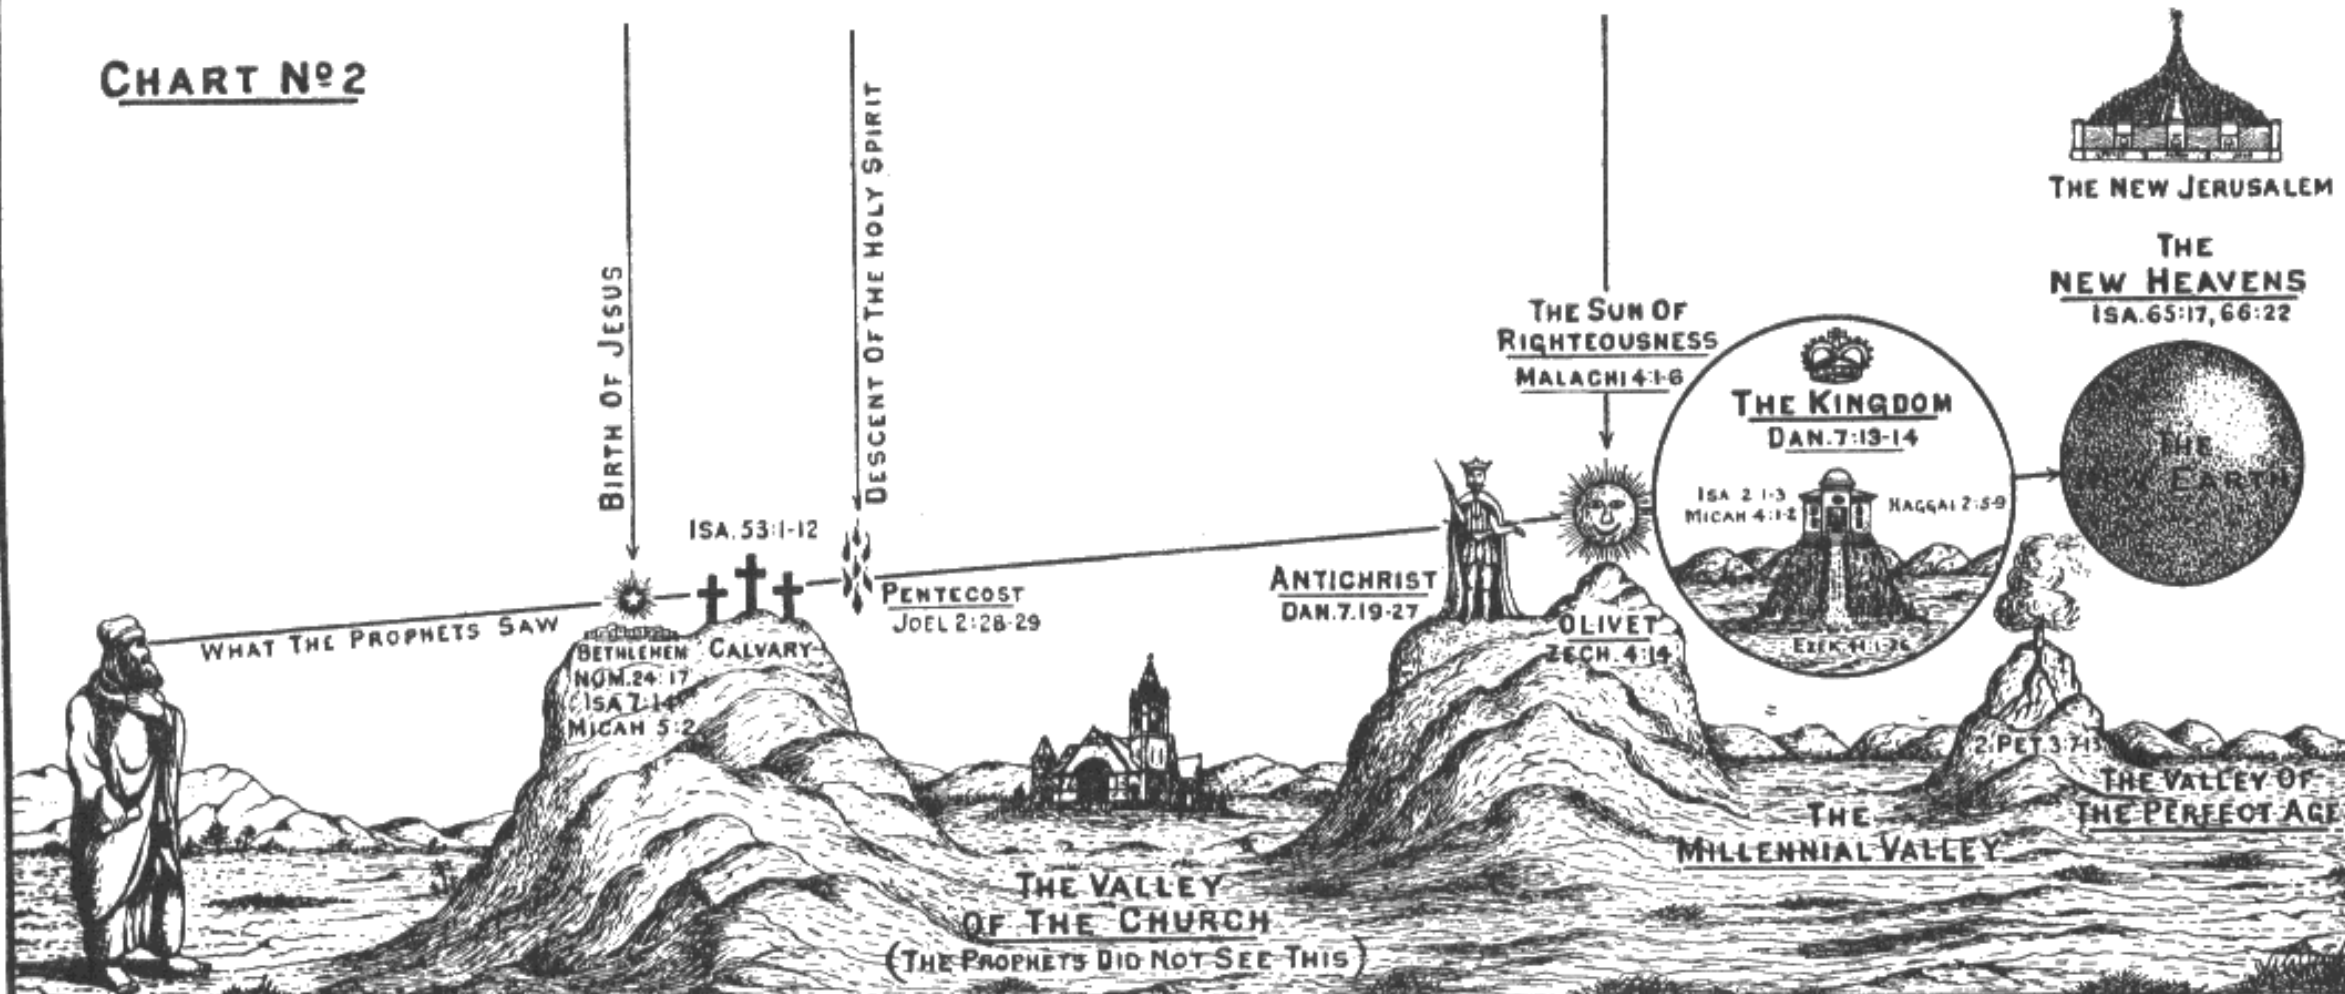 CHART Nº2
BIRTH OF JESUS
DESCENT OF THE HOLY SPIRIT
WHAT THE PROPHETS SAW
BETHLEHEM
NUM.24:17
ISA 7:14
MICAH 5:2
ISA.53:1-12
CALVARY
PENTECOST
JOEL 2:28-29
THE VALLEY
OF THE CHURCH
(THE PROPHETS DID NOT SEE THIS)
ANTICHRIST
DAN.7.19-27
THE SUN OF
RIGHTEOUSNESS
MALACHI 4:1-6
OLIVET
ZECH. 4:14
THE KINGDOM
DAN.7:13-14
ISA 2 1-3
MICAH 4:1-2
HAGGAI 2:5-9
EZEK.
THE
MILLENNIAL VALLEY
THE NEW JERUSALEM
THE
NEW HEAVENS
ISA.65:17,66:22
THE
EARTH
2.PET.3:7-13
THE VALLEY OF
THE PERFECT AGE